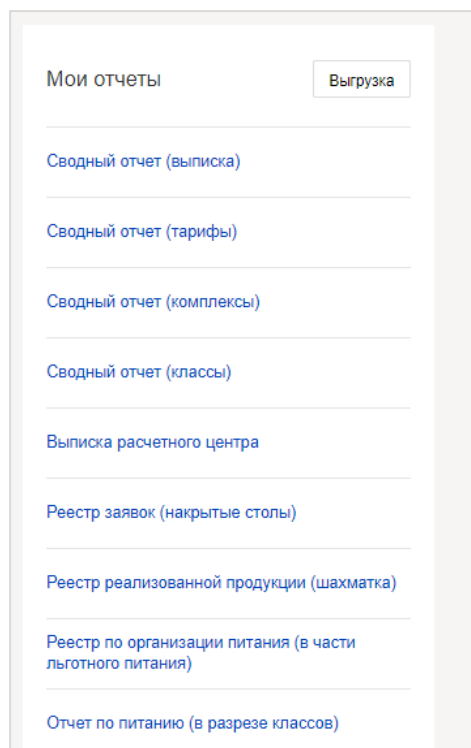 Мои отчеты
Выгрузка
Сводный отчет (выписка)
Сводный отчет (тарифы)
Сводный отчет (комплексы)
Сводный отчет (классы)
Выписка расчетного центра
Реестр заявок (накрытые столы)
Реестр реализованной продукции (шахматка)
Реестр по организации питания (в части
льготного питания)
Отчет по питанию (в разрезе классов)